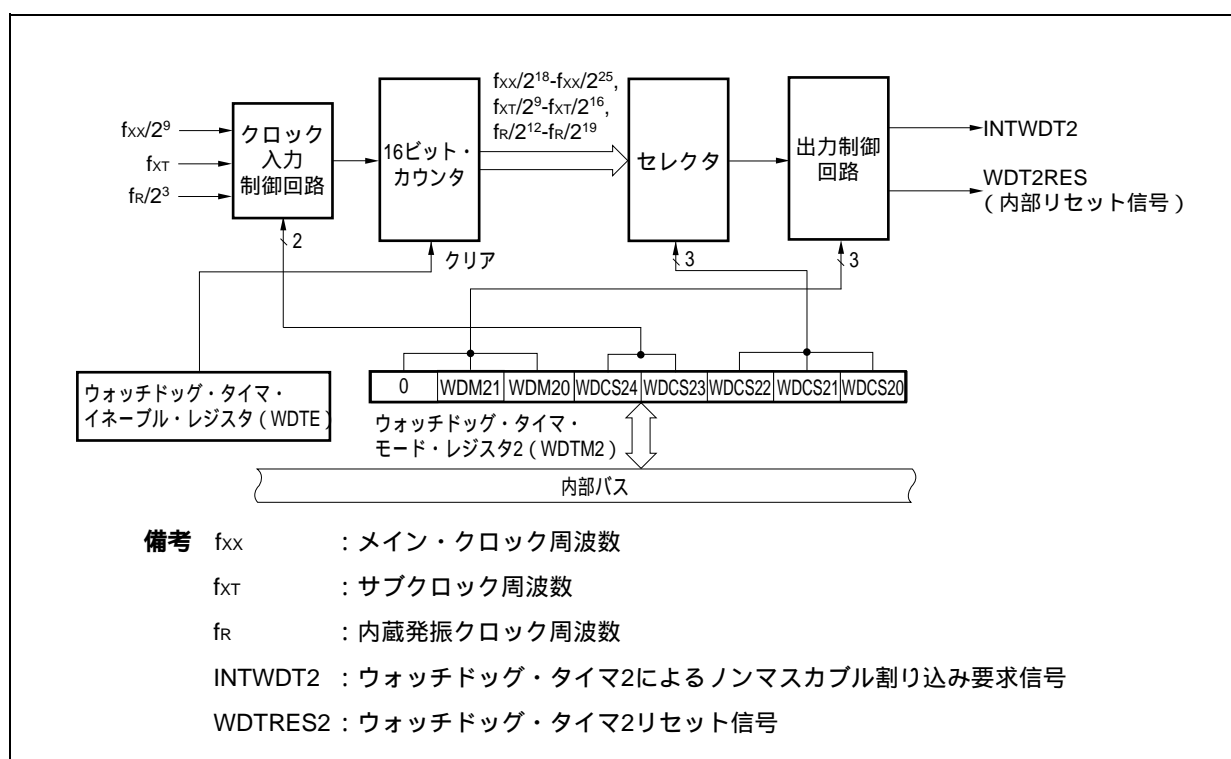 fXX/2^18-fXX/2^25,
fXT/2^9-fXT/2^16,
fR/2^12-fR/2^19
fXX/2^9
fXT
fR/2^3
クロック
入力
制御回路
16ビット・
カウンタ
セレクタ
出力制御
回路
INTWDT2
WDT2RES
(内部リセット信号)
2
クリア
3
3
ウォッチドッグ・タイマ・
イネーブル・レジスタ(WDTE)
0 WDM21 WDM20 WDCS24 WDCS23 WDCS22 WDCS21 WDCS20
ウォッチドッグ・タイマ・
モード・レジスタ2(WDTM2)
内部バス
備考 fXX :メイン・クロック周波数
fXT :サブクロック周波数
fR :内蔵発振クロック周波数
INTWDT2 :ウォッチドッグ・タイマ2によるノンマスカブル割り込み要求信号
WDTRES2:ウォッチドッグ・タイマ2リセット信号